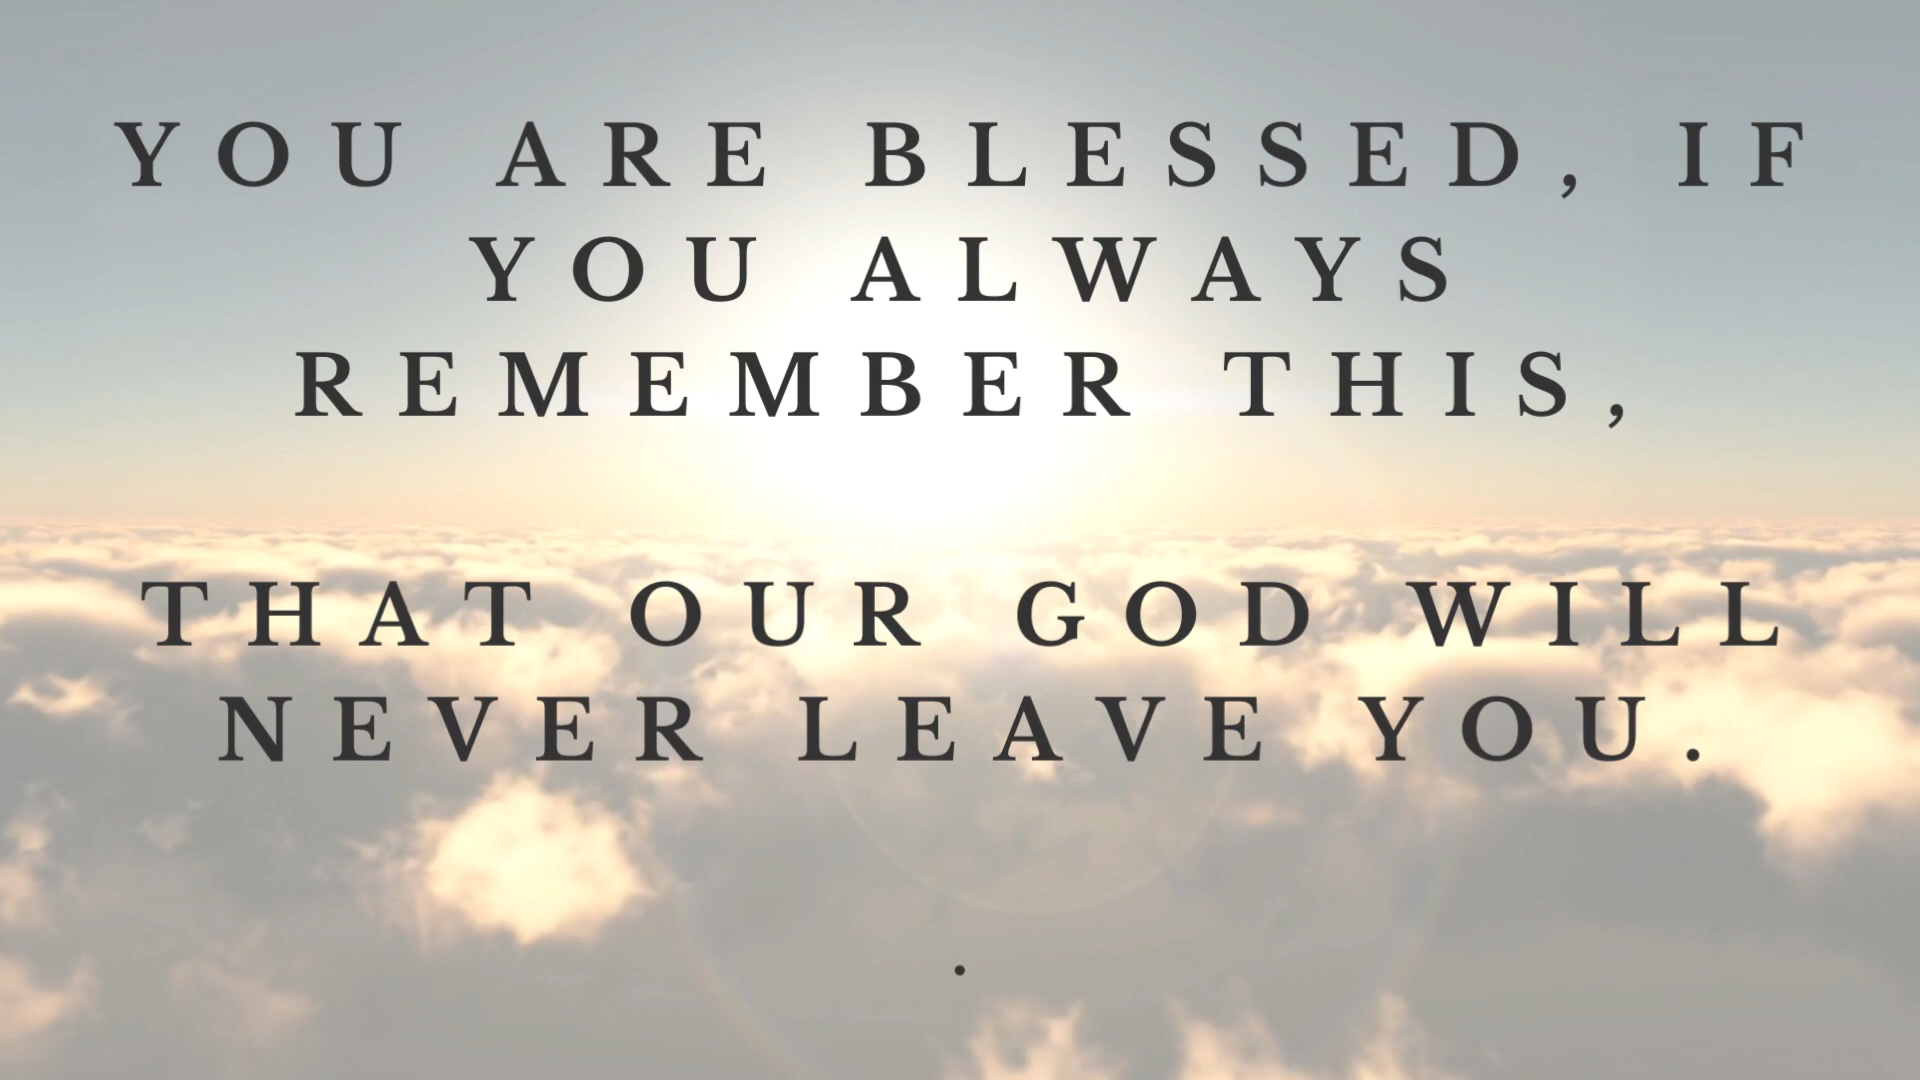 YOU ARE BLESSED, IF
YOU ALWAYS
REMEMBER THIS,
THAT OUR GOD WILL
NEVER LEAVE YOU.
.